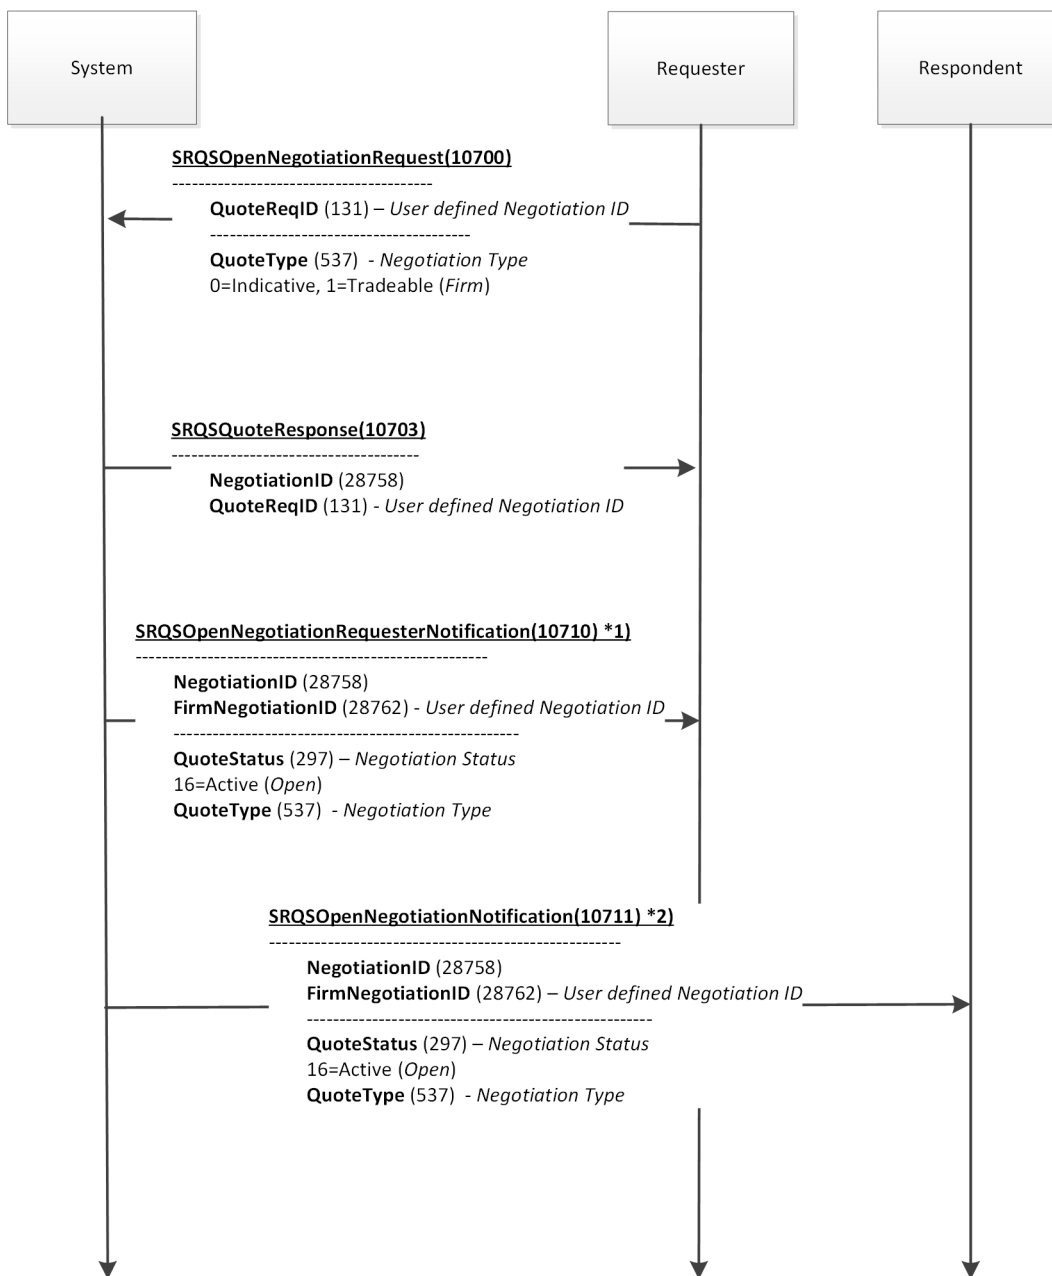 System
Requester
Respondent
SRQSOpenNegotiationRequest(10700)
----------------------------------------
QuoteReqID (131) – User defined Negotiation ID
----------------------------------------
QuoteType (537)  - Negotiation Type
0=Indicative, 1=Tradeable (Firm)
SRQSQuoteResponse(10703)
--------------------------------------
NegotiationID (28758)
QuoteReqID (131) - User defined Negotiation ID
SRQSOpenNegotiationRequesterNotification(10710) *1)
------------------------------------------------------
NegotiationID (28758)
FirmNegotiationID (28762) - User defined Negotiation ID
-----------------------------------------------------
QuoteStatus (297) – Negotiation Status
16=Active (Open)
QuoteType (537)  - Negotiation Type
SRQSOpenNegotiationNotification(10711) *2)
------------------------------------------------------
NegotiationID (28758)
FirmNegotiationID (28762) – User defined Negotiation ID
-----------------------------------------------------
QuoteStatus (297) – Negotiation Status
16=Active (Open)
QuoteType (537)  - Negotiation Type